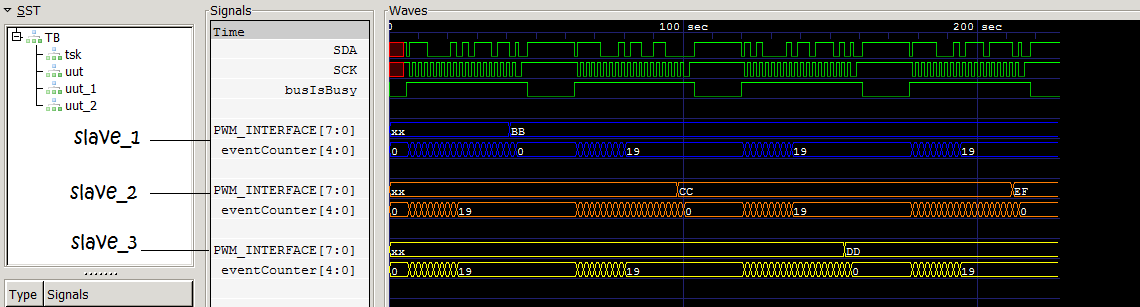 SST
TB
tsk
uut
uut_1
uut_2
slave_1
slave_2
slave_3
Type Signals
Signals
Time
SDA
SCK
busIsBusy
PWM_INTERFACE[7:0]
eventCounter[4:0]
PWM_INTERFACE[7:0]
eventCounter[4:0]
PWM_INTERFACE[7:0]
eventCounter[4:0]
Waves
0 100 sec 200 sec
xx BB
0 0 19 19 19
xx CC EF
0 19 0 19 0
xx DD
0 19 19 0 19